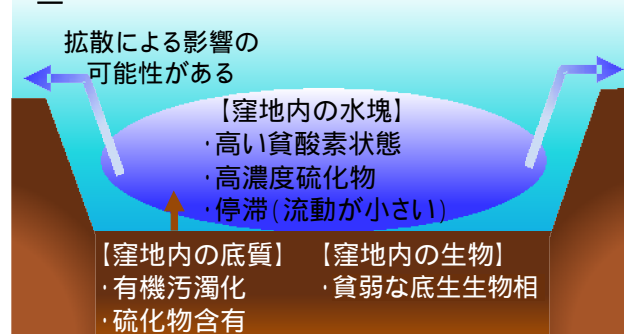 拡散による影響の
可能性がある
【窪地内の水塊】
・高い貧酸素状態
・高濃度硫化物
・停滞(流動が小さい)
【窪地内の底質】
・有機汚濁化
・硫化物含有
【窪地内の生物】
・貧弱な底生生物相